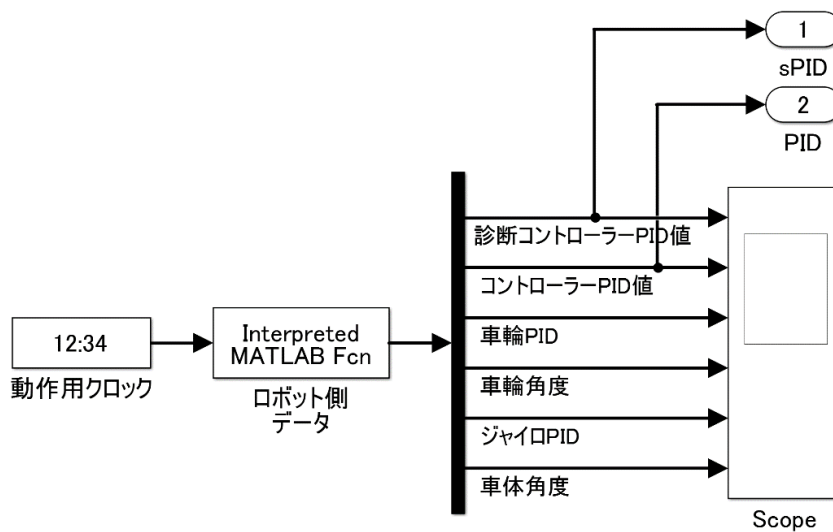 1
sPID
2
PID
診断コントローラーPID値
コントローラーPID値
車輪PID
車輪角度
ジャイロPID
車体角度
12:34
動作用クロック
Interpreted
MATLAB Fcn
ロボット側
データ
Scope